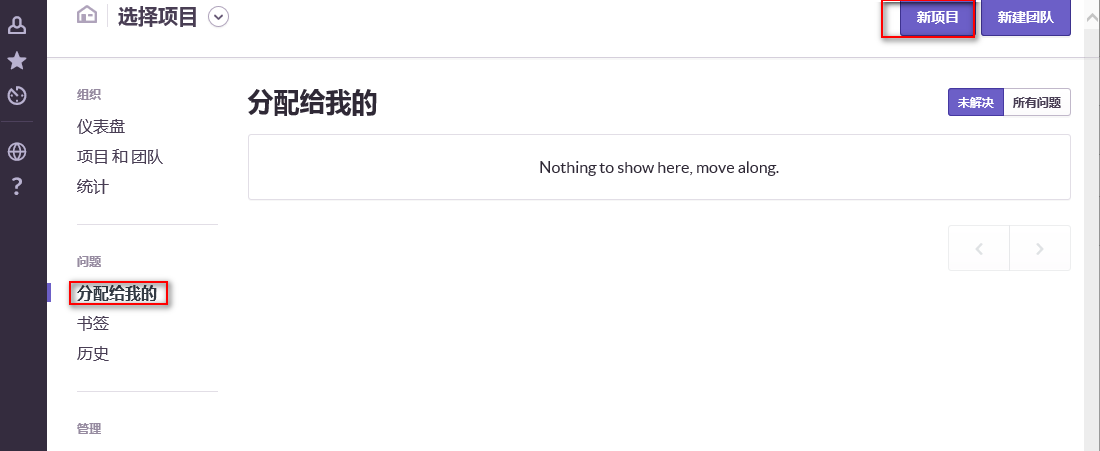 选择项目
新项目
新建团队
组织
仪表盘
项目 和 团队
统计
问题
分配给我的
书签
历史
管理
分配给我的
未解决
所有问题
Nothing to show here, move along.
?